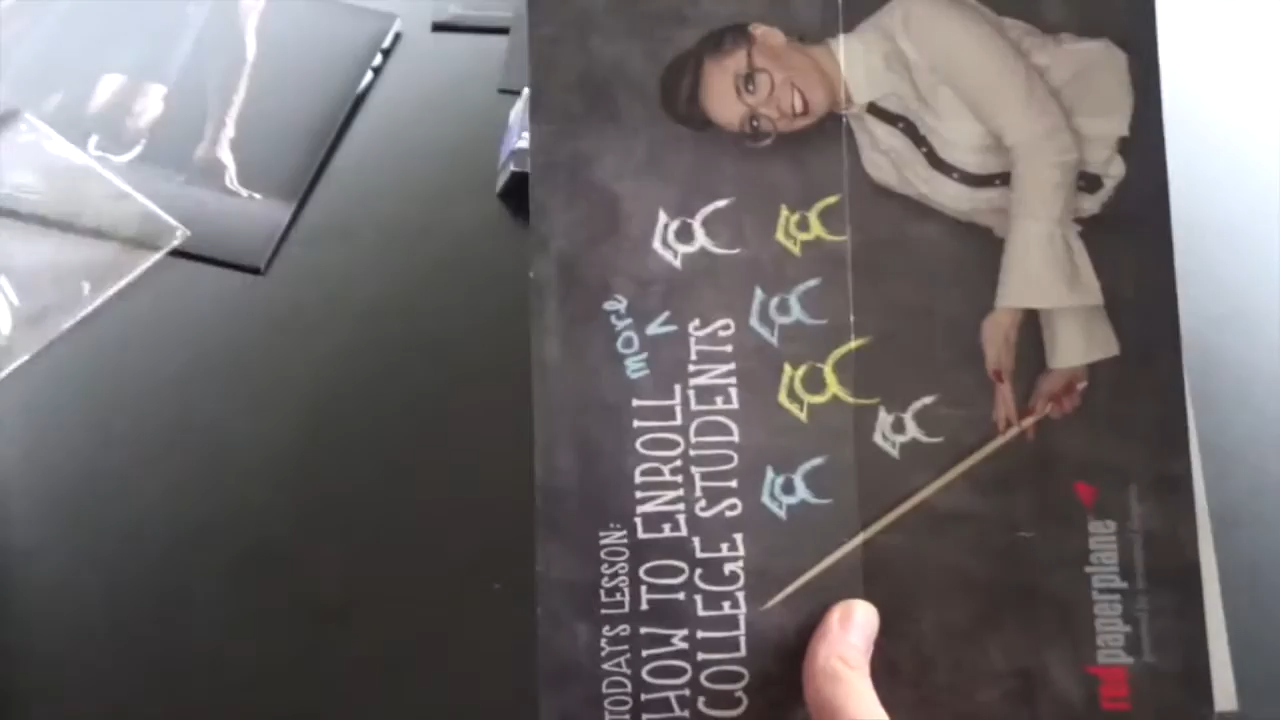 TODAY'S LESSON:
more
HOW TO ENROLL ^
COLLEGE STUDENTS
redpaperplane